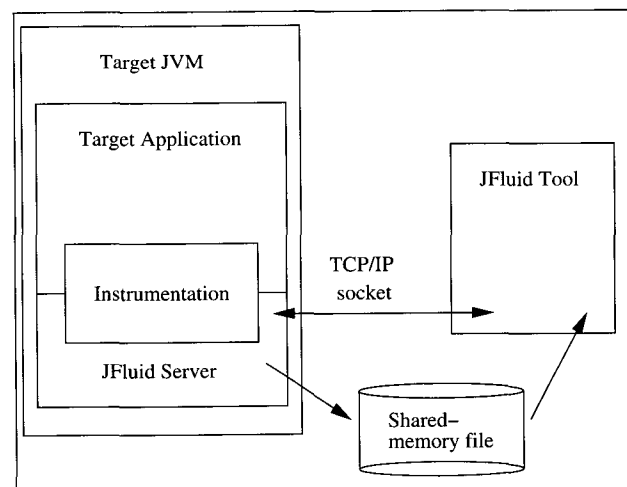 Target JVM
Target Application
JFluid Tool
TCP/IP
socket
Instrumentation
JFluid Server
Shared–
memory file